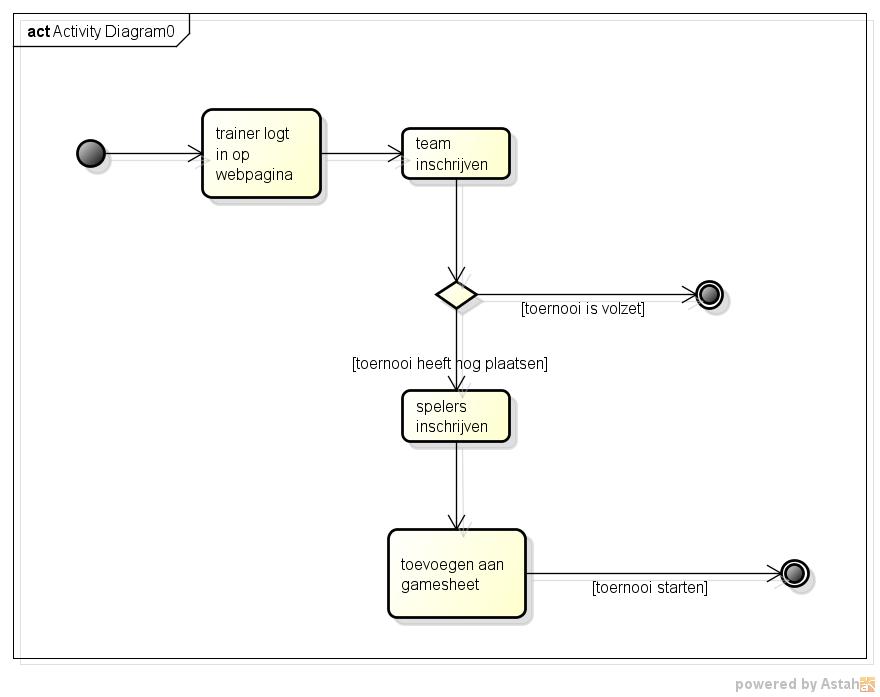 act Activity Diagram0
trainer logt
in op
webpagina
team
inschrijven
[toernooi is volzet]
[toernooi heeft nog plaatsen]
spelers
inschrijven
toevoegen aan
gamesheet
[toernooi starten]
powered by Astah